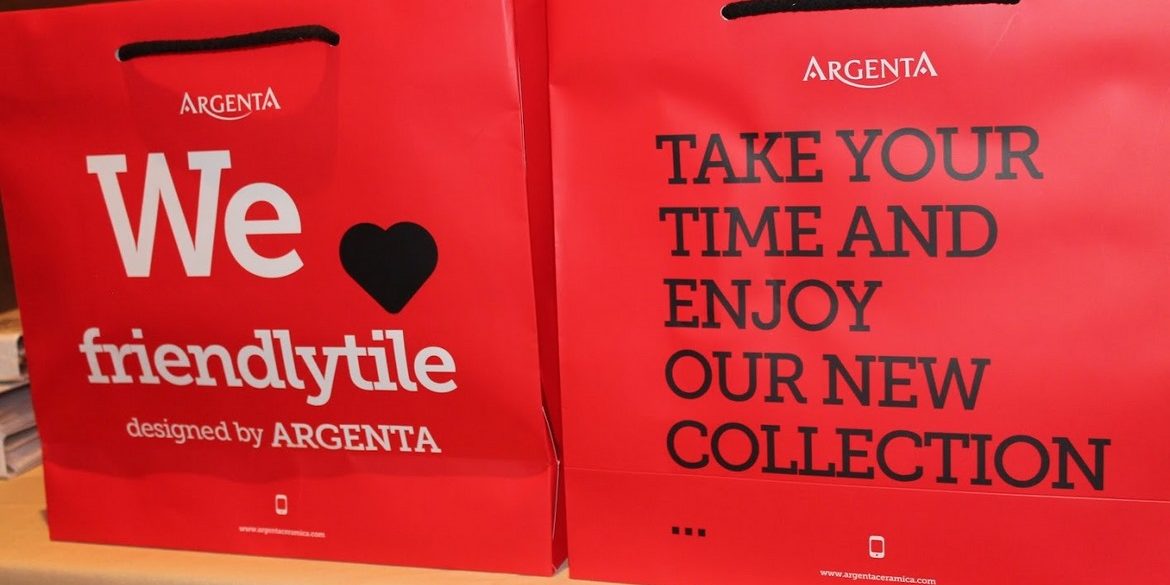 ARGENTA
We
friendlytile
designed by ARGENTA
www.argentaceramica.com
ARGENTA
TAKE YOUR
TIME AND
ENJOY
OUR NEW
COLLECTION
...
www.argentaceramica.com